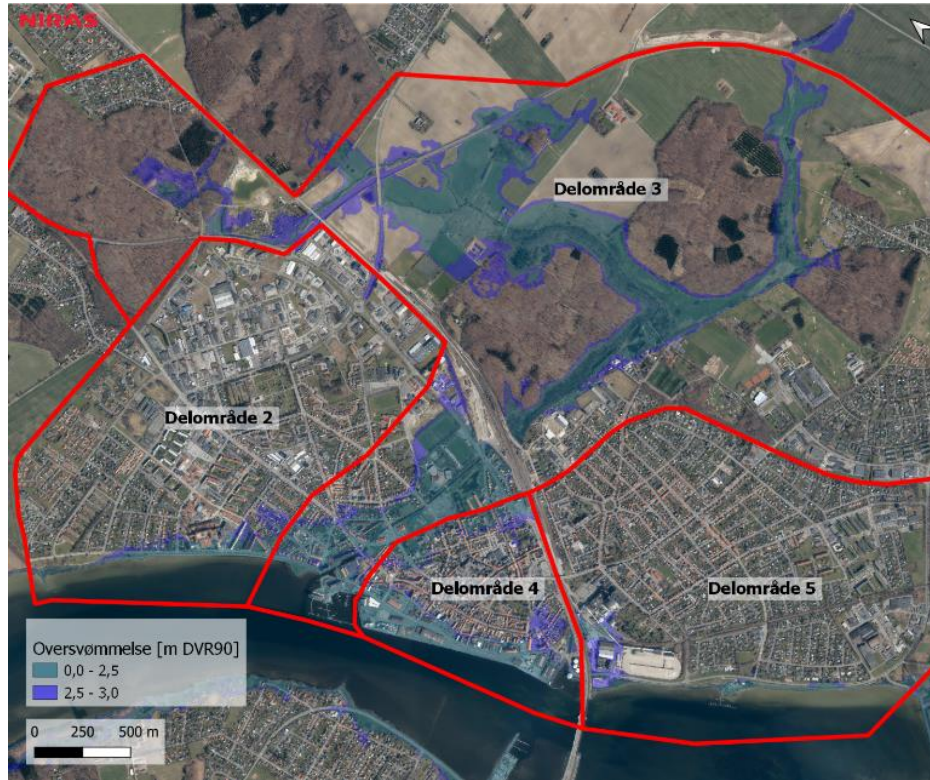 NIRÁS
Delområde 3
Delområde 2
Delområde 4
Delområde 5
Oversvømmelse [m DVR90]
0,0 - 2,5
2,5 - 3,0
0 250 500 m